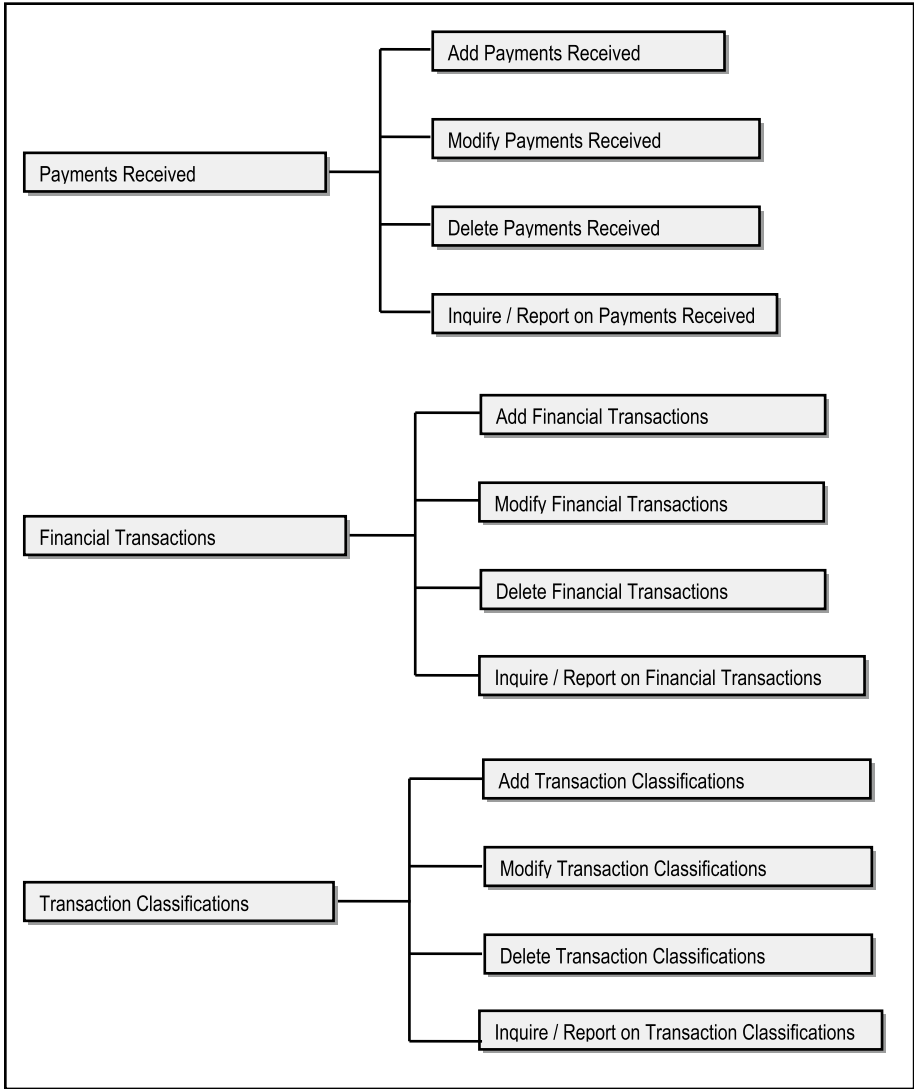 Payments Received
Add Payments Received
Modify Payments Received
Delete Payments Received
Inquire / Report on Payments Received
Financial Transactions
Add Financial Transactions
Modify Financial Transactions
Delete Financial Transactions
Inquire / Report on Financial Transactions
Transaction Classifications
Add Transaction Classifications
Modify Transaction Classifications
Delete Transaction Classifications
Inquire / Report on Transaction Classifications